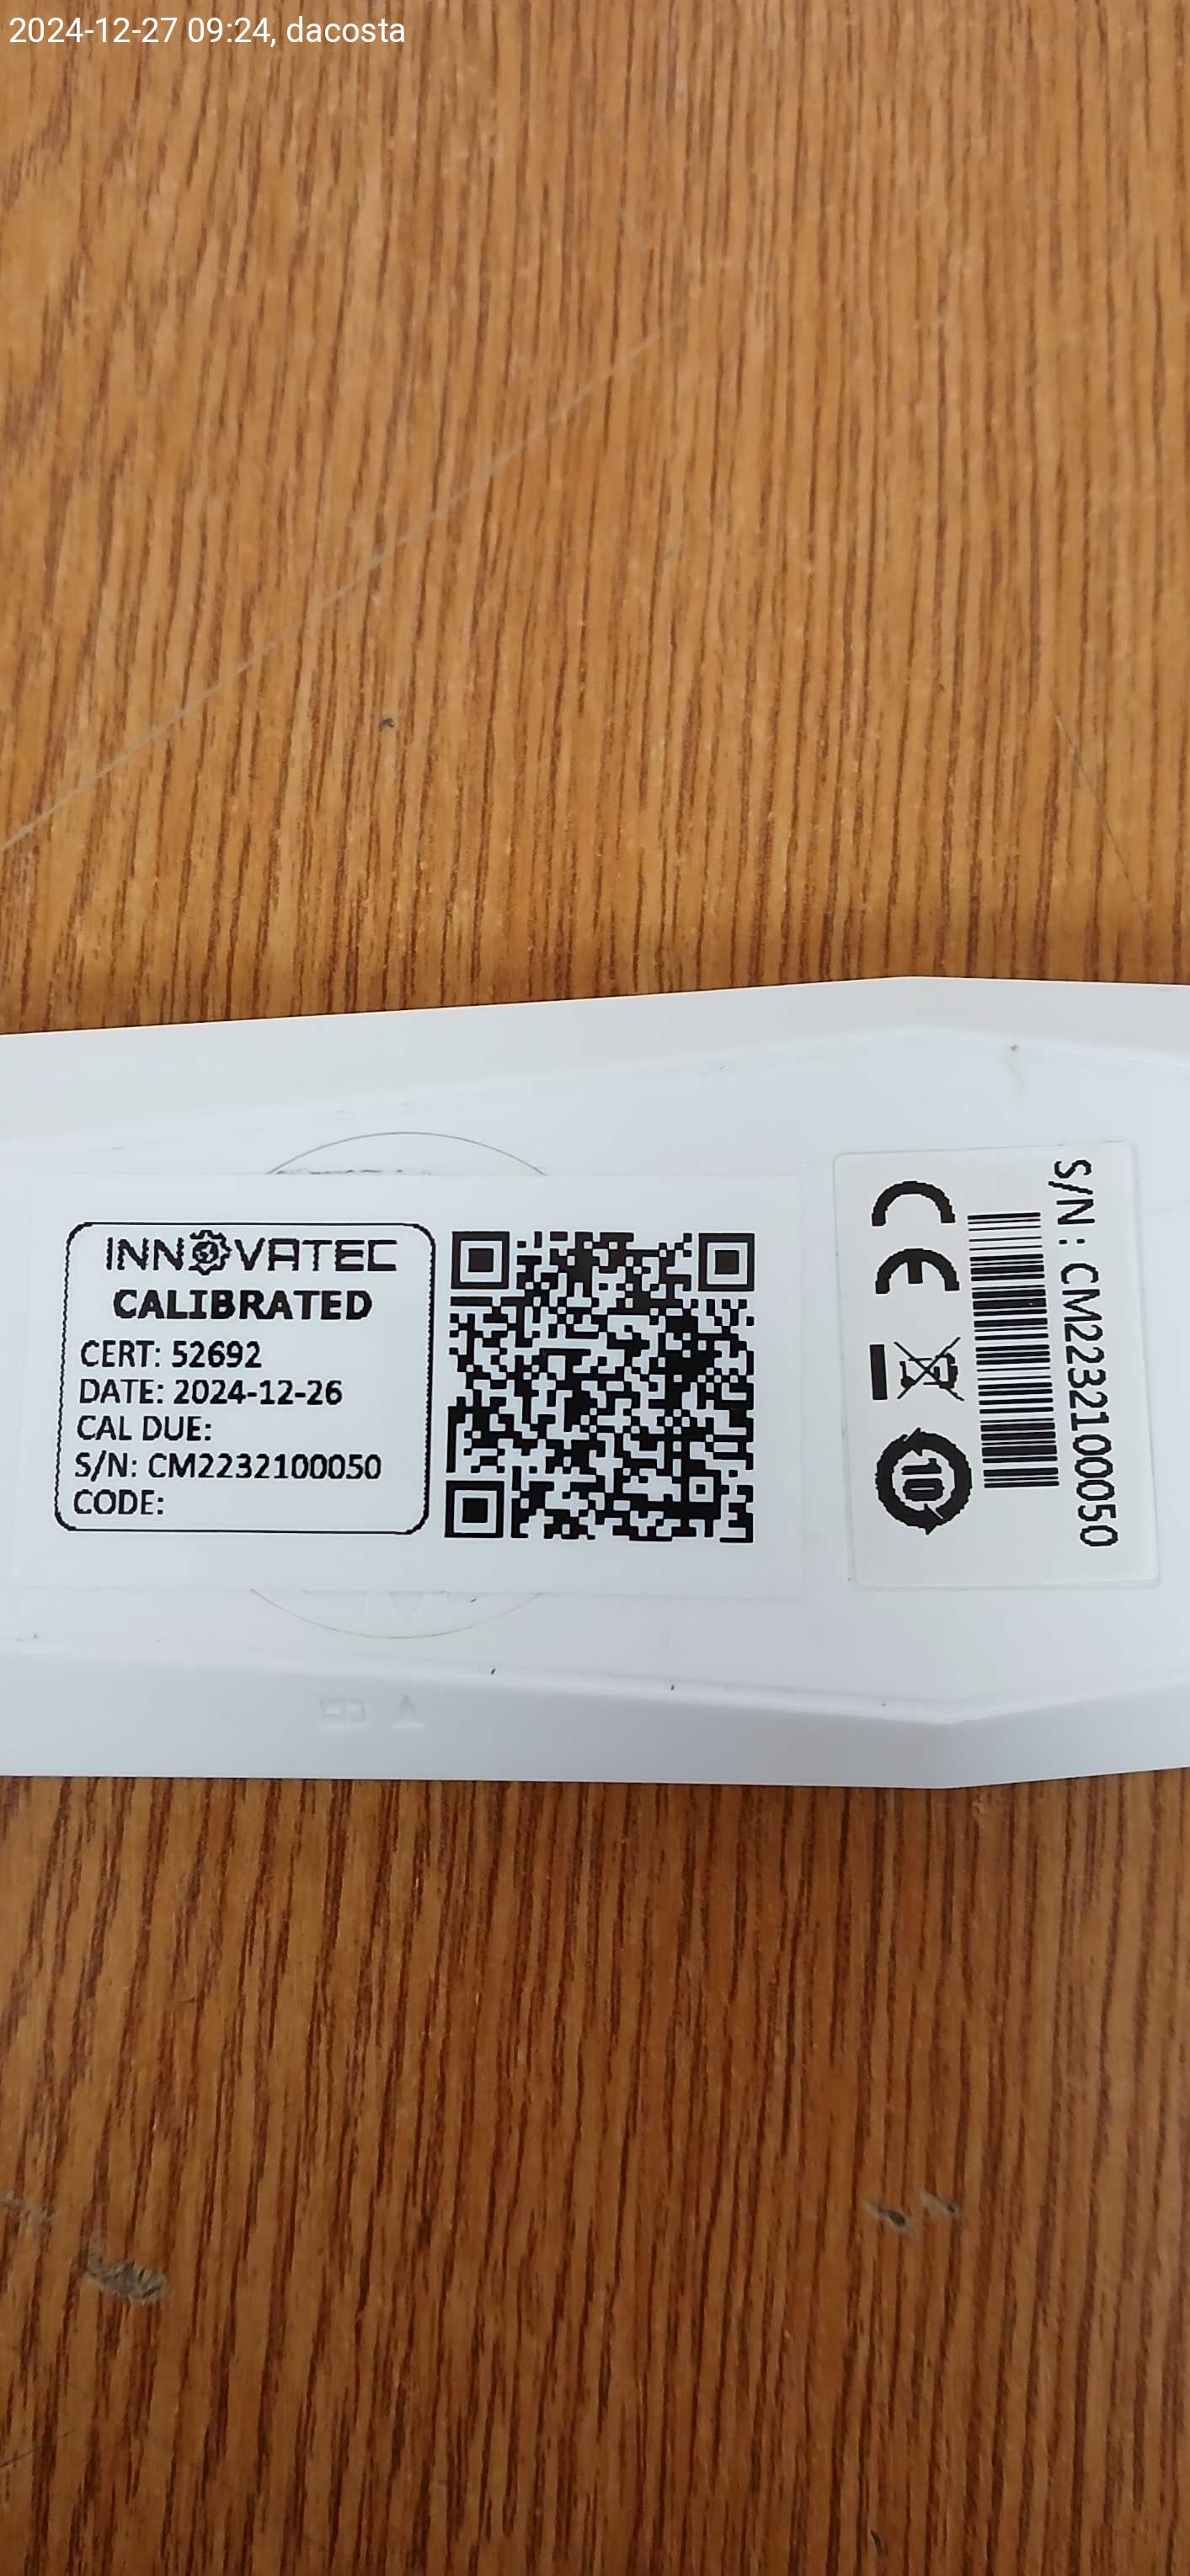 2024-12-27 09:24, dacosta
INNOVATEC
CALIBRATED
CERT: 52692
DATE: 2024-12-26
CAL DUE:
S/N: CM2232100050
CODE:
S/N: CM2232100050
CE
10